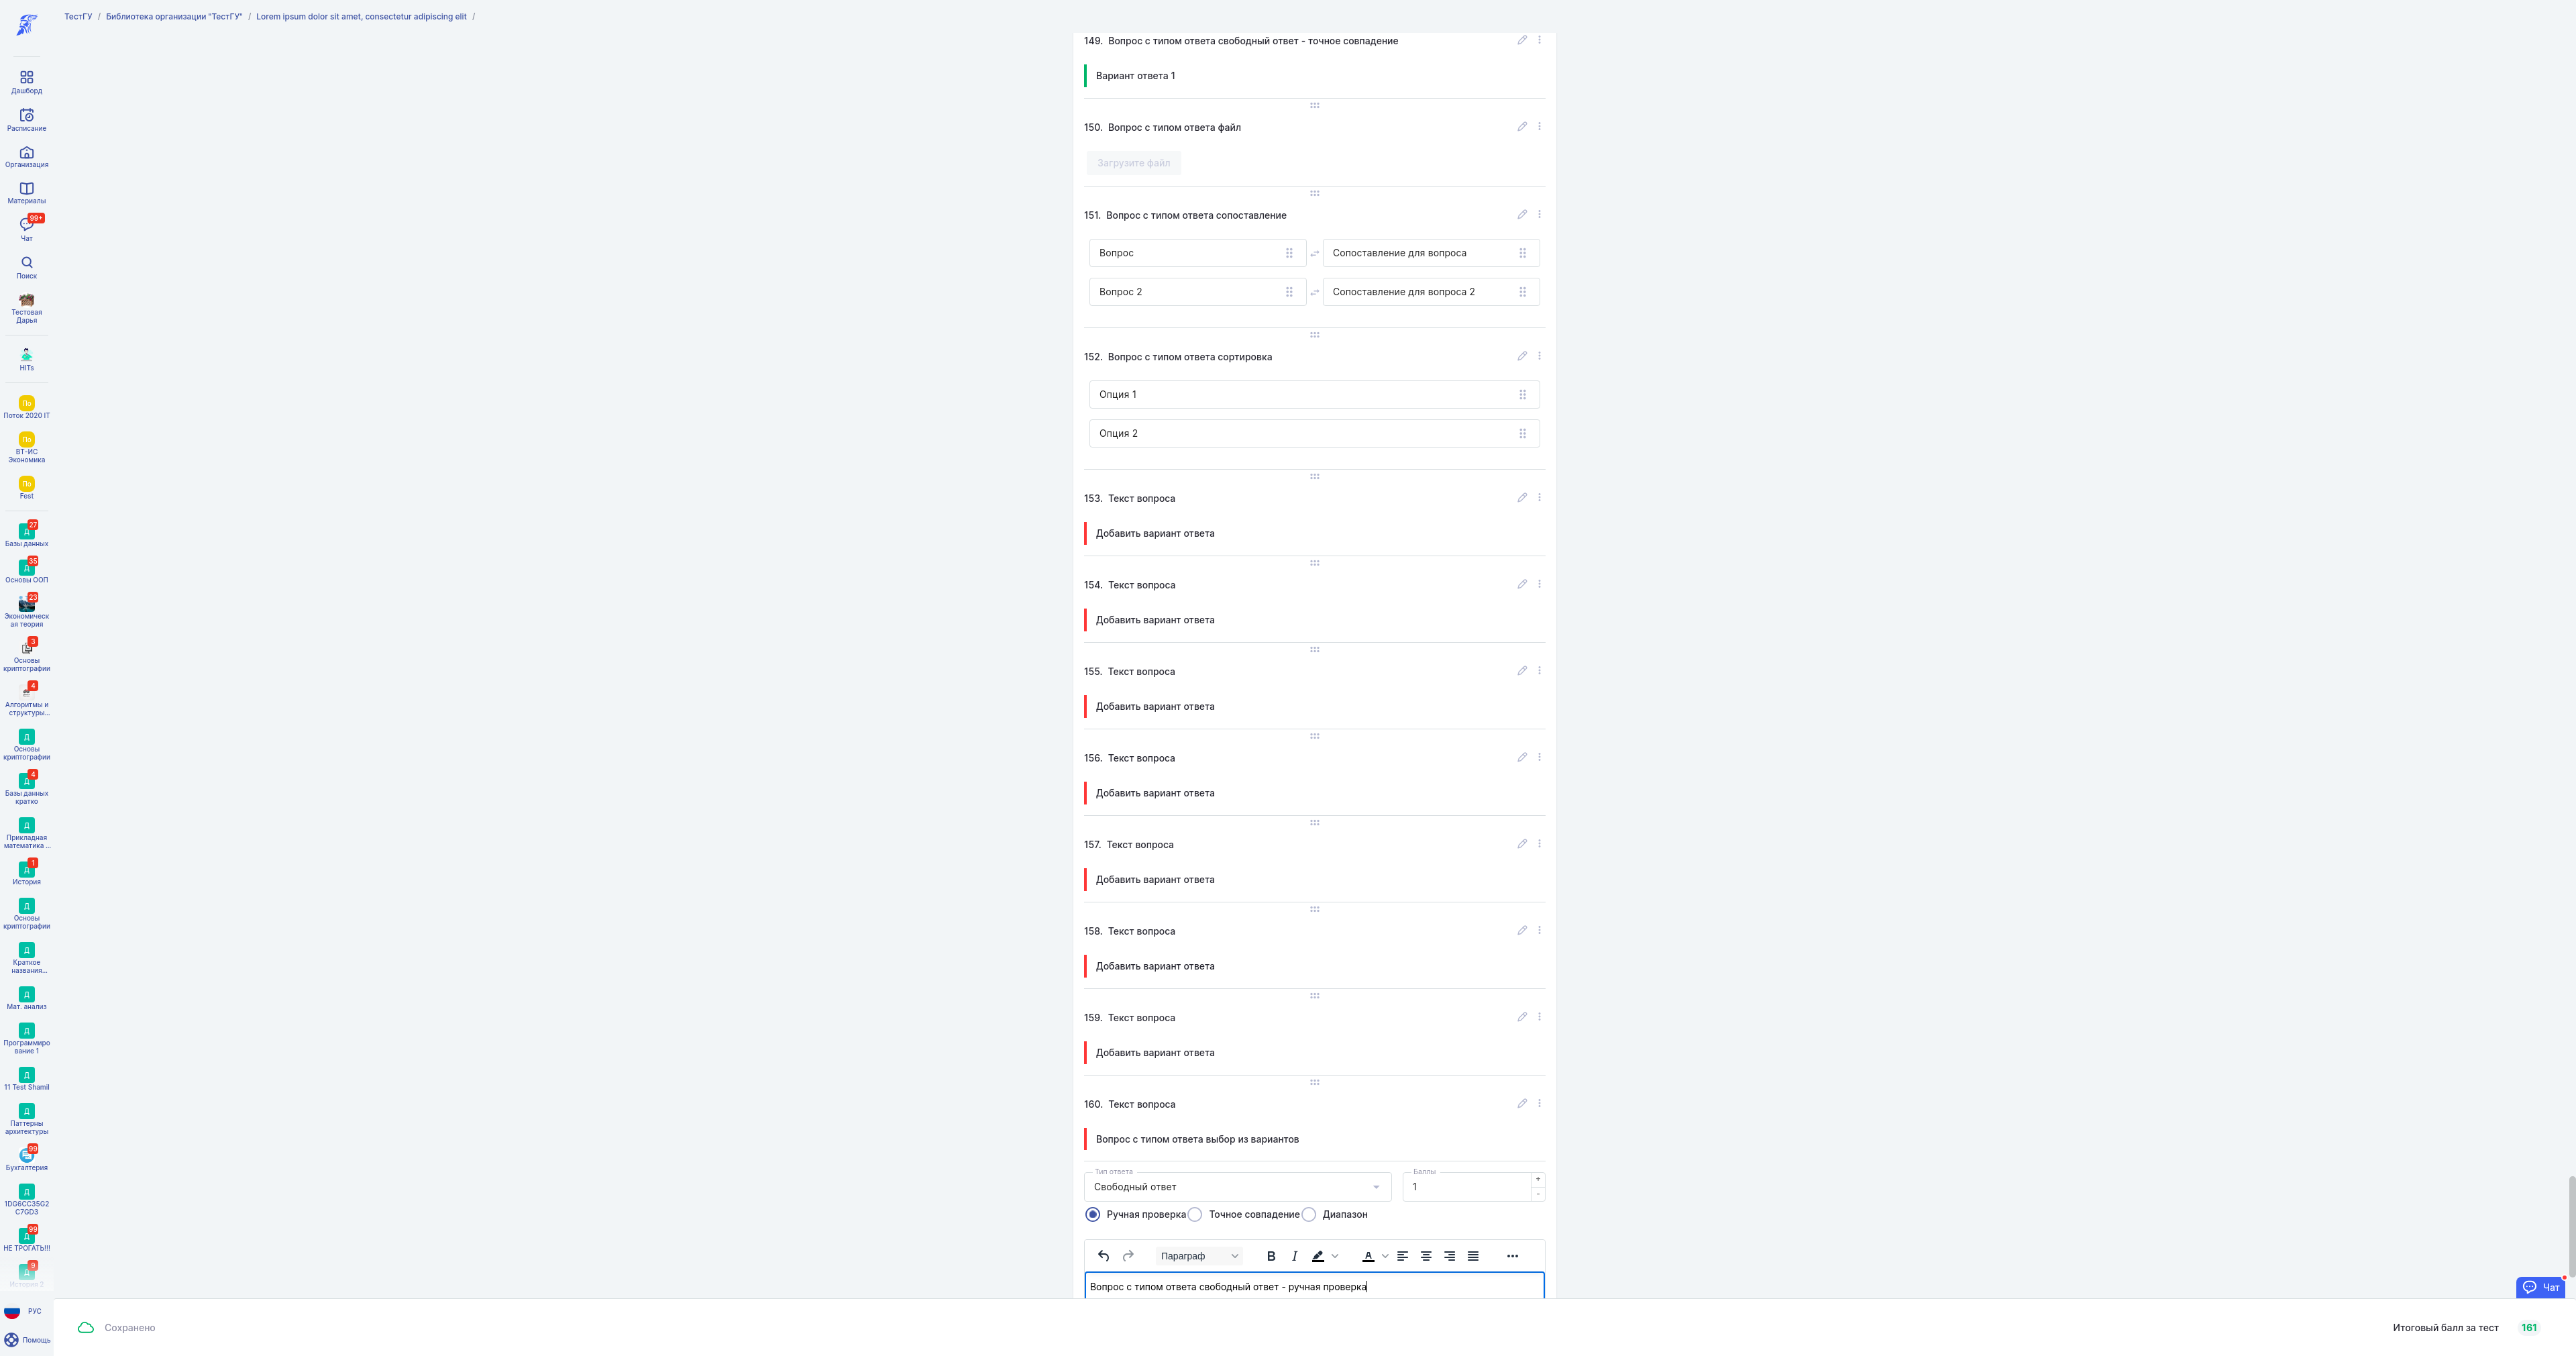 ТестГУ / Библиотека организации "ТестГУ" / Lorem ipsum dolor sit amet, consectetur adipiscing elit /
Дашборд
Расписание
Организация
Материалы
99+
Чат
Поиск
Тестовая
Дарья
HITs
По
Поток 2020 IT
По
ВТ-ИС
Экономика
По
Fest
27
Д
Базы данных
35
Д
Основы ООП
23
Экономическ
ая теория
3
Основы
криптографии
4
Алгоритмы и
структуры...
Д
Основы
криптографии
4
Д
Базы данных
кратко
Д
Прикладная
математика ...
1
Д
История
Д
Основы
криптографии
Д
Краткое
названия...
Д
Мат. анализ
Д
Программиро
вание 1
Д
11 Test Shamil
Д
Паттерны
архитектуры
99
Бухгалтерия
Д
1DG6CC35G2
C7GD3
99
Д
НЕ ТРОГАТЬ!!!
9
Д
История 2
РУС
Помощь
149. Вопрос с типом ответа свободный ответ - точное совпадение
Вариант ответа 1
150. Вопрос с типом ответа файл
Загрузите файл
151. Вопрос с типом ответа сопоставление
Вопрос Сопоставление для вопроса
Вопрос 2 Сопоставление для вопроса 2
152. Вопрос с типом ответа сортировка
Опция 1
Опция 2
153. Текст вопроса
Добавить вариант ответа
154. Текст вопроса
Добавить вариант ответа
155. Текст вопроса
Добавить вариант ответа
156. Текст вопроса
Добавить вариант ответа
157. Текст вопроса
Добавить вариант ответа
158. Текст вопроса
Добавить вариант ответа
159. Текст вопроса
Добавить вариант ответа
160. Текст вопроса
Вопрос с типом ответа выбор из вариантов
Тип ответа Баллы
Свободный ответ 1 + -
Ручная проверка Точное совпадение Диапазон
Параграф B I A
Вопрос с типом ответа свободный ответ - ручная проверка
Чат
Сохранено Итоговый балл за тест 161